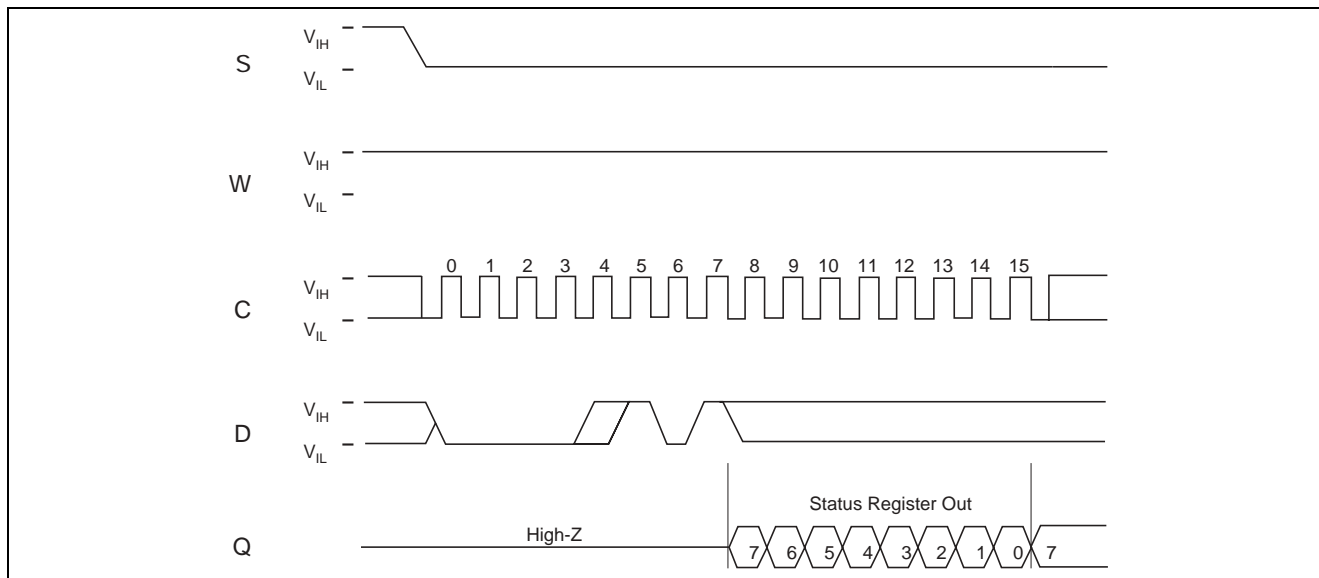 S
V_IH
V_IL
W
V_IH
V_IL
C
V_IH
V_IL
0 1 2 3 4 5 6 7 8 9 10 11 12 13 14 15
D
V_IH
V_IL
Q
High-Z
Status Register Out
7 6 5 4 3 2 1 0 7